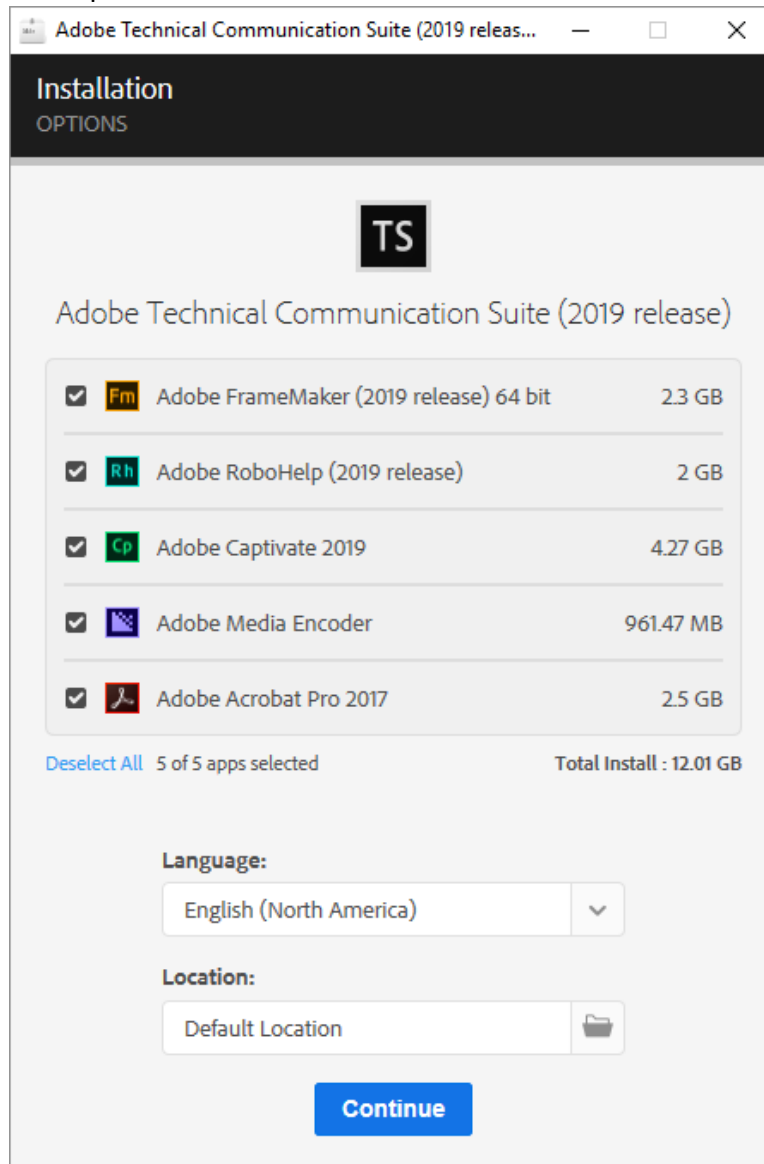 Adobe Technical Communication Suite (2019 releas...
Installation
OPTIONS
TS
Adobe Technical Communication Suite (2019 release)
Fm Adobe FrameMaker (2019 release) 64 bit 2.3 GB
Rh Adobe RoboHelp (2019 release) 2 GB
Cp Adobe Captivate 2019 4.27 GB
Adobe Media Encoder 961.47 MB
Adobe Acrobat Pro 2017 2.5 GB
Deselect All 5 of 5 apps selected Total Install : 12.01 GB
Language:
English (North America)
Location:
Default Location
Continue